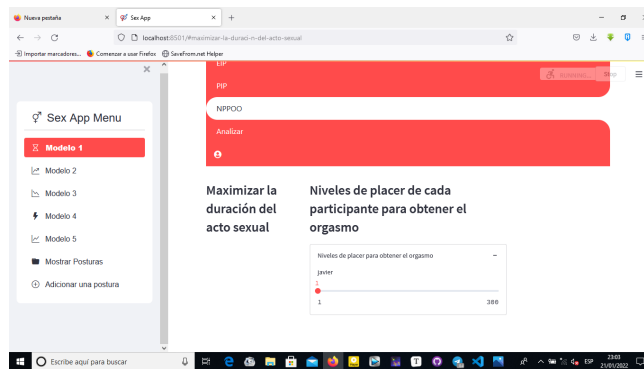 Nueva pestaña
Sex App
localhost:8501/#maximizar-la-duraci-n-del-acto-sexual
Importar marcadores...
Comenzar a usar Firefox
SaveFrom.net Helper
Sex App Menu
Modelo 1
Modelo 2
Modelo 3
Modelo 4
Modelo 5
Mostrar Posturas
Adicionar una postura
EIP
PIP
NPPOO
Analizar
Stop
Maximizar la
duración del
acto sexual
Niveles de placer de cada
participante para obtener el
orgasmo
Niveles de placer para obtener el orgasmo
javier
1
1
300
Escribe aquí para buscar
ESP
23:03
21/01/2022